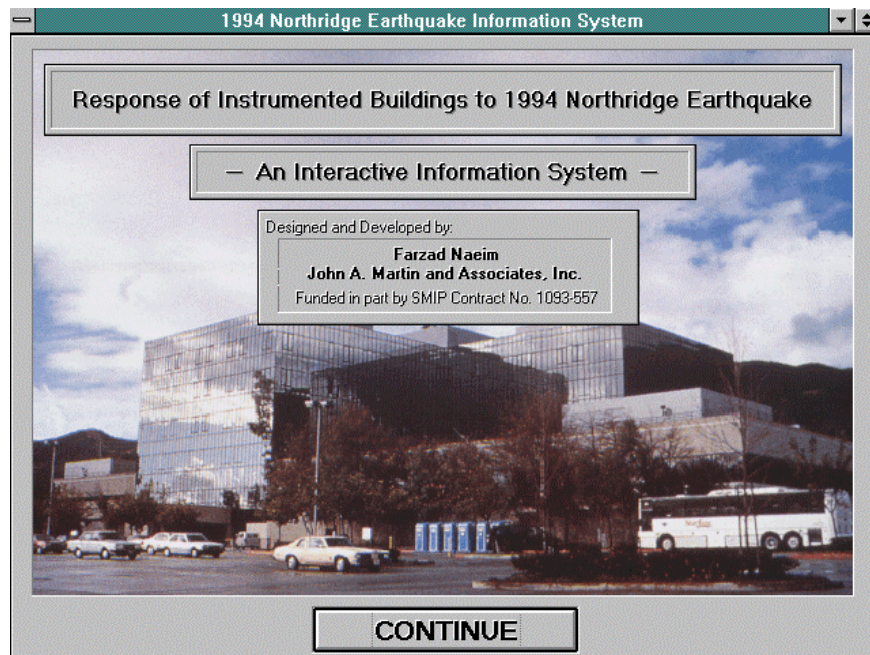 1994 Northridge Earthquake Information System
Response of Instrumented Buildings to 1994 Northridge Earthquake
– An Interactive Information System –
Designed and Developed by:
Farzad Naeim
John A. Martin and Associates, Inc.
Funded in part by SMIP Contract No. 1093-557
CONTINUE